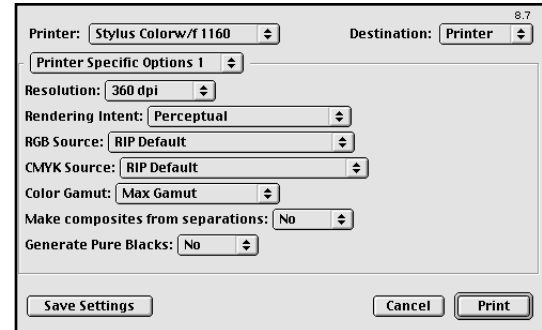 8.7
Printer: Stylus Colorw/f 1160 Destination: Printer
Printer Specific Options 1
Resolution: 360 dpi
Rendering Intent: Perceptual
RGB Source: RIP Default
CMYK Source: RIP Default
Color Gamut: Max Gamut
Make composites from separations: No
Generate Pure Blacks: No
Save Settings Cancel Print